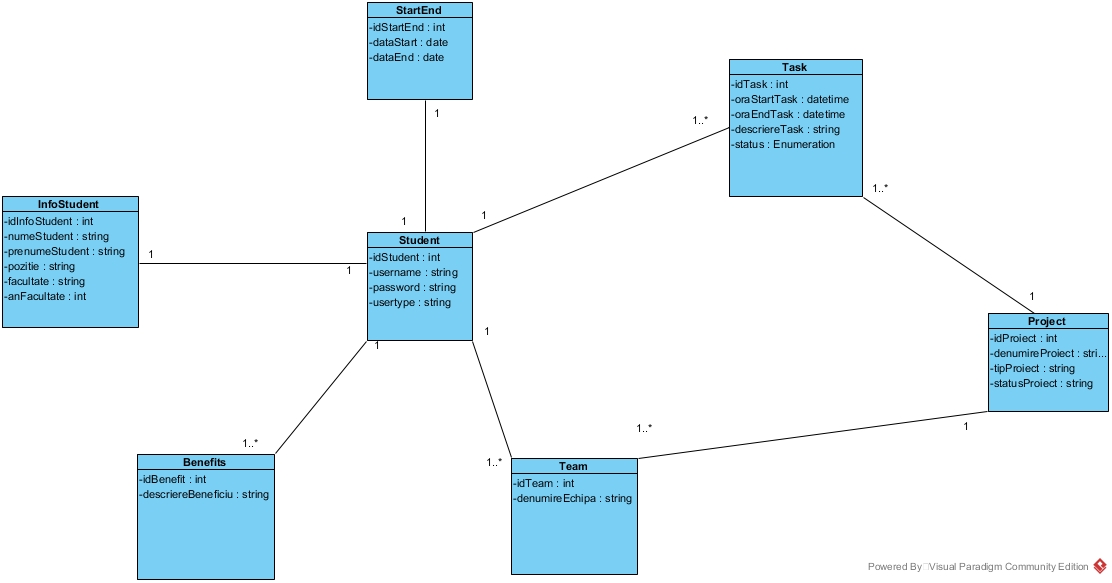 StartEnd
-idStartEnd : int
-dataStart : date
-dataEnd : date
1
1
Task
-idTask : int
-oraStartTask : datetime
-oraEndTask : datetime
-descriereTask : string
-status : Enumeration
1..*
1
1..*
1
InfoStudent
-idInfoStudent : int
-numeStudent : string
-prenumeStudent : string
-pozitie : string
-facultate : string
-anFacultate : int
1
1
Student
-idStudent : int
-username : string
-password : string
-usertype : string
1
1
Project
-idProiect : int
-denumireProiect : stri...
-tipProiect : string
-statusProiect : string
1
1..*
1..*
1..*
Benefits
-idBenefit : int
-descriereBeneficiu : string
Team
-idTeam : int
-denumireEchipa : string
Powered By Visual Paradigm Community Edition